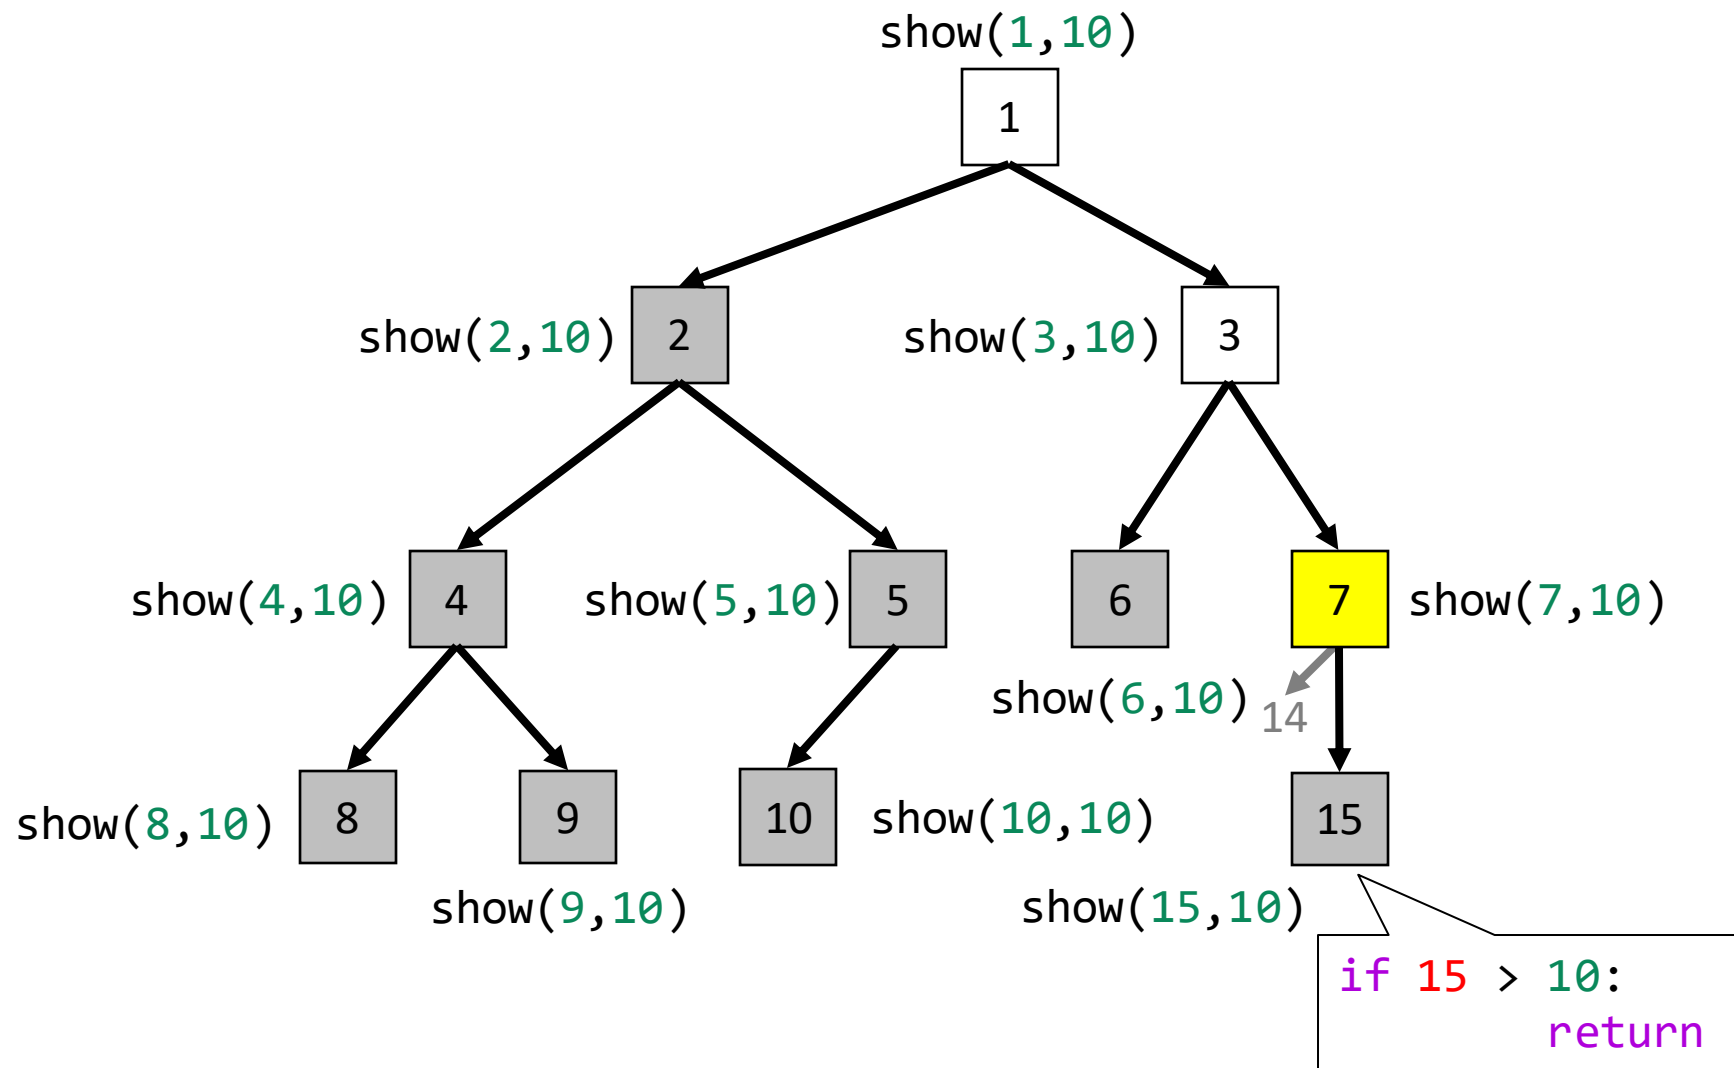 show(1,10)
1
show(2,10)
2
show(3,10)
3
show(4,10)
4
show(5,10)
5
6
7
show(7,10)
show(6,10)
14
show(8,10)
8
9
10
show(10,10)
15
show(9,10)
show(15,10)
if 15 > 10:
return